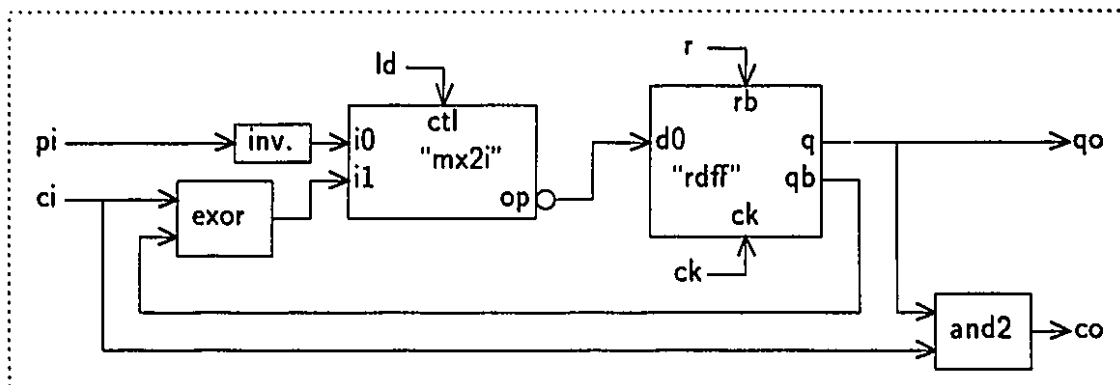 ld
r
ctl
rb
pi
inv.
i0
"mx2i"
d0
q
qo
ci
exor
i1
op
"rdff"
qb
ck
ck
and2
co